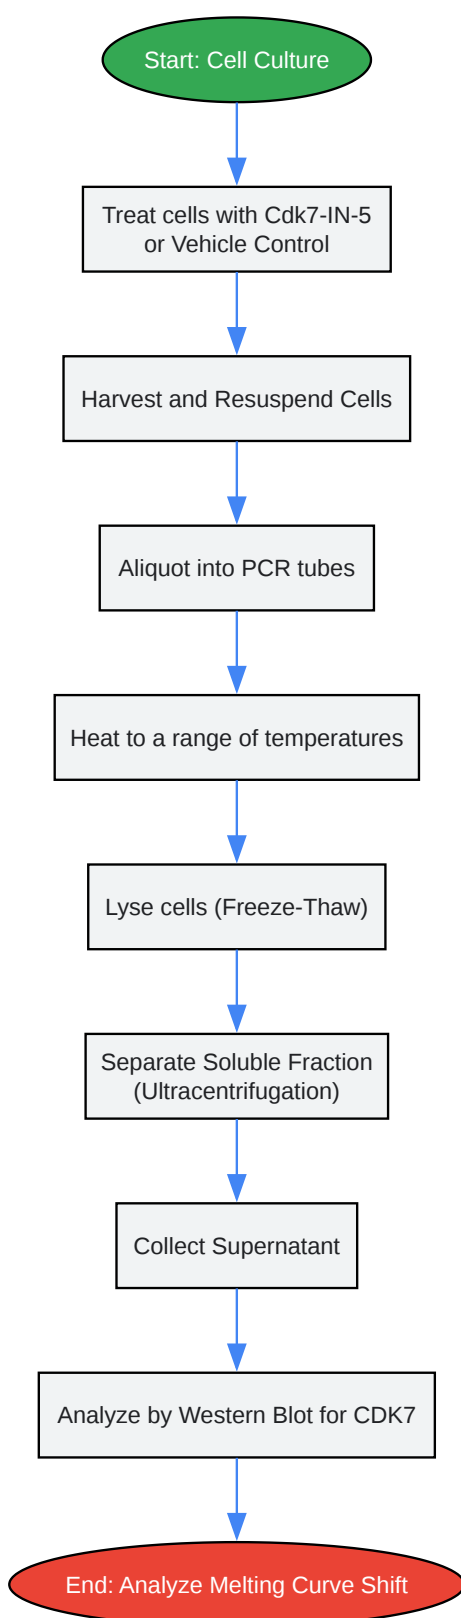 Start: Cell Culture
Treat cells with Cdk7-IN-5
or Vehicle Control
Harvest and Resuspend Cells
Aliquot into PCR tubes
Heat to a range of temperatures
Lyse cells (Freeze-Thaw)
Separate Soluble Fraction
(Ultracentrifugation)
Collect Supernatant
Analyze by Western Blot for CDK7
End: Analyze Melting Curve Shift